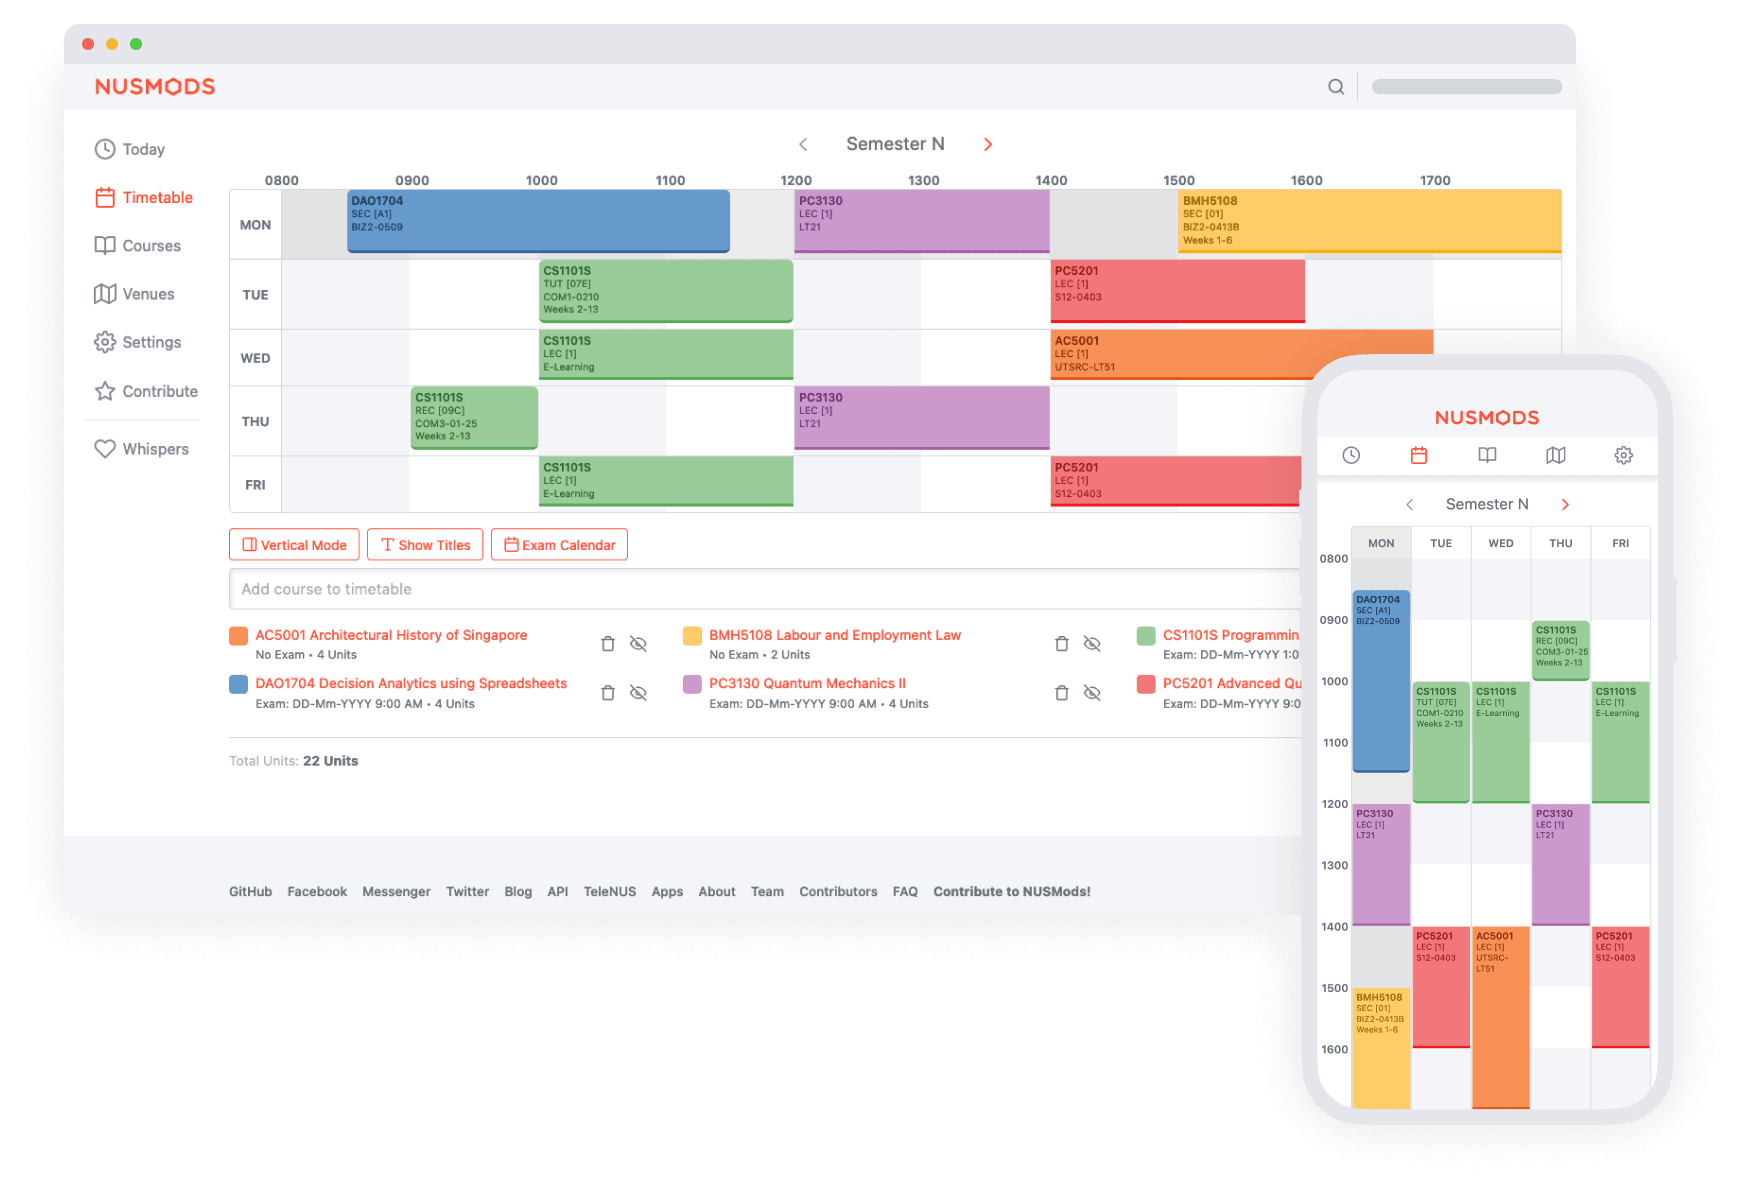 NUSMODS
Today
Timetable
Courses
Venues
Settings
Contribute
Whispers
Semester N
0800 0900 1000 1100 1200 1300 1400 1500 1600 1700
MON
DAO1704
SEC [A1]
BIZ2-0509
PC3130
LEC [1]
LT21
BMH5108
SEC [01]
BIZ2-0413B
Weeks 1-6
TUE
CS1101S
TUT [07E]
COM1-0210
Weeks 2-13
PC5201
LEC [1]
S12-0403
WED
CS1101S
LEC [1]
E-Learning
AC5001
LEC [1]
UTSRC-LT51
THU
CS1101S
REC [09C]
COM3-01-25
Weeks 2-13
PC3130
LEC [1]
LT21
FRI
CS1101S
LEC [1]
E-Learning
PC5201
LEC [1]
S12-0403
Vertical Mode
Show Titles
Exam Calendar
Add course to timetable
AC5001 Architectural History of Singapore
No Exam • 4 Units
BMH5108 Labour and Employment Law
No Exam • 2 Units
CS1101S Programmin
Exam: DD-Mm-YYYY 1:0
DAO1704 Decision Analytics using Spreadsheets
Exam: DD-Mm-YYYY 9:00 AM • 4 Units
PC3130 Quantum Mechanics II
Exam: DD-Mm-YYYY 9:00 AM • 4 Units
PC5201 Advanced Qu
Exam: DD-Mm-YYYY 9:0
Total Units: 22 Units
GitHub Facebook Messenger Twitter Blog API TeleNUS Apps About Team Contributors FAQ Contribute to NUSMods!
NUSMODS
Semester N
MON TUE WED THU FRI
0800
0900
1000
1100
1200
1300
1400
1500
1600
DAO1704
SEC [A1]
BIZ2-0509
PC3130
LEC [1]
LT21
BMH5108
SEC [01]
BIZ2-0413B
Weeks 1-6
CS1101S
TUT [07E]
COM1-0210
Weeks 2-13
PC5201
LEC [1]
S12-0403
CS1101S
LEC [1]
E-Learning
AC5001
LEC [1]
UTSRC-
LT51
CS1101S
REC [09C]
COM3-01-25
Weeks 2-13
PC3130
LEC [1]
LT21
CS1101S
LEC [1]
E-Learning
PC5201
LEC [1]
S12-0403